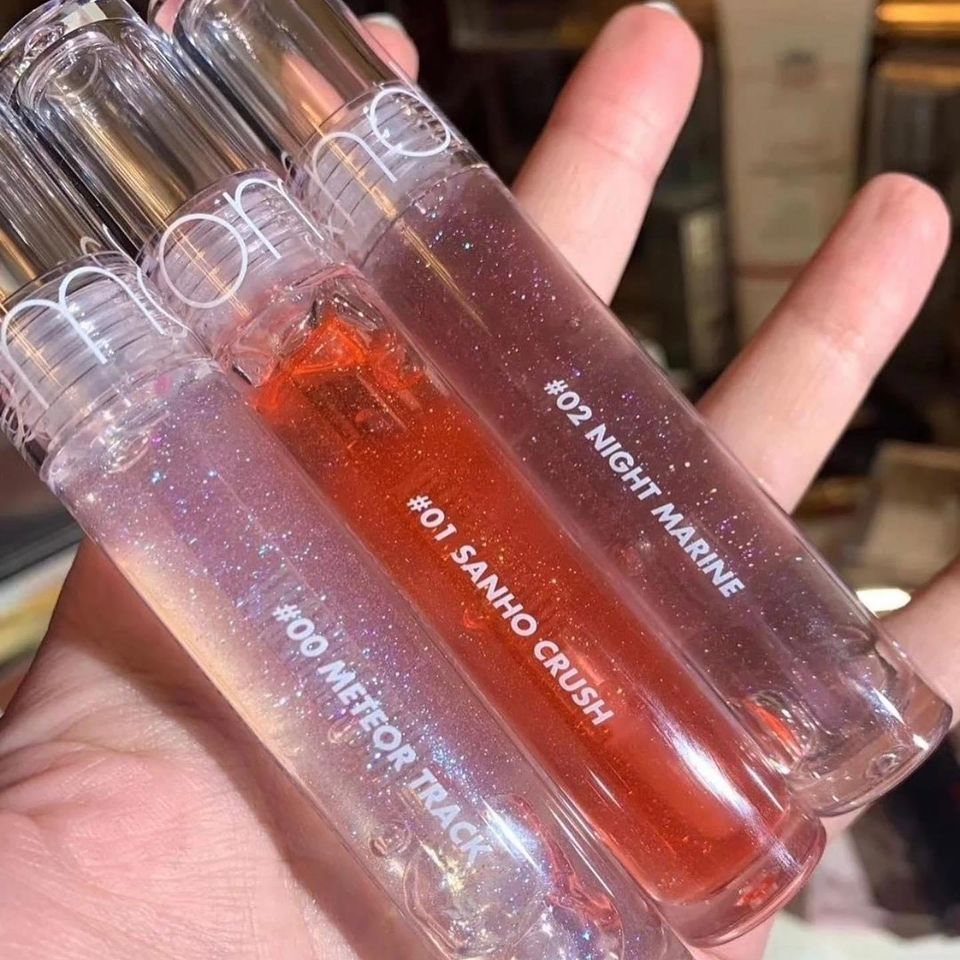 #00 METEOR TRACK
#01 SANHO CRUSH
#02 NIGHT MARINE